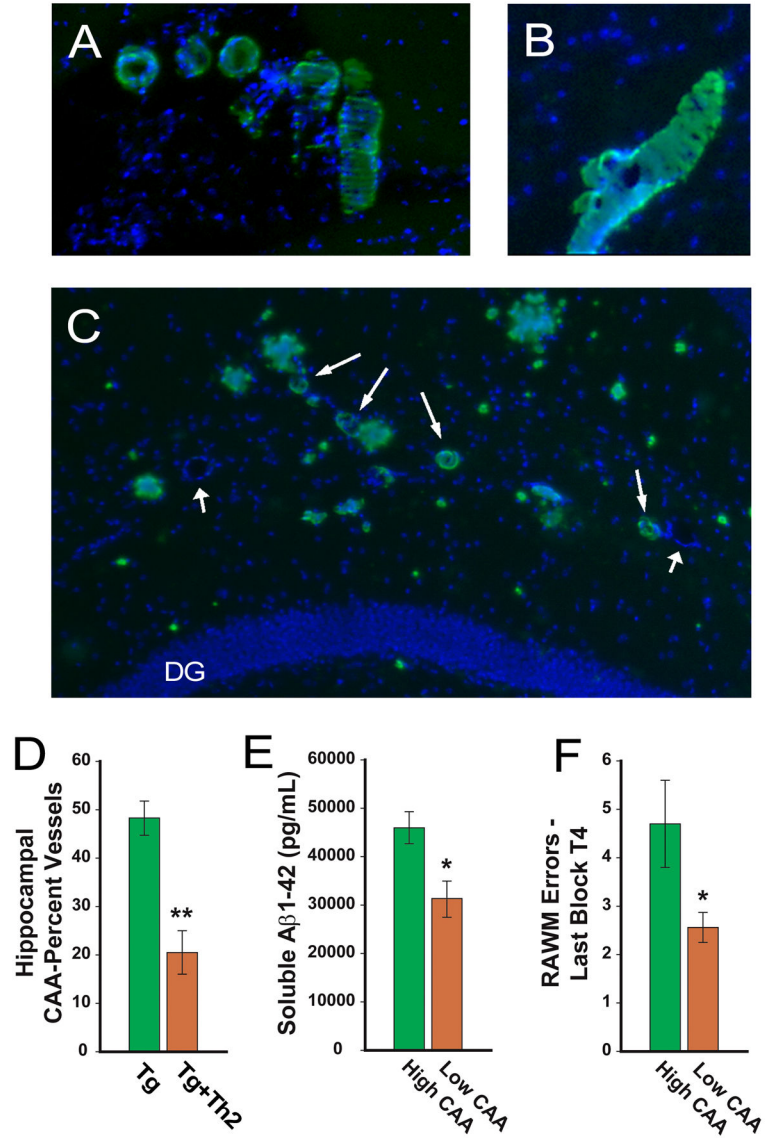 A
B
C
DG
D
Hippocampal
CAA-Percent Vessels
60
50
40
30
20
10
0
**
Tg
Tg+Th2
E
Soluble Aβ1-42 (pg/mL)
60000
50000
40000
30000
20000
10000
0
*
High CAA
Low CAA
F
RAWM Errors -
Last Block T4
6
5
4
3
2
1
0
*
High CAA
Low CAA